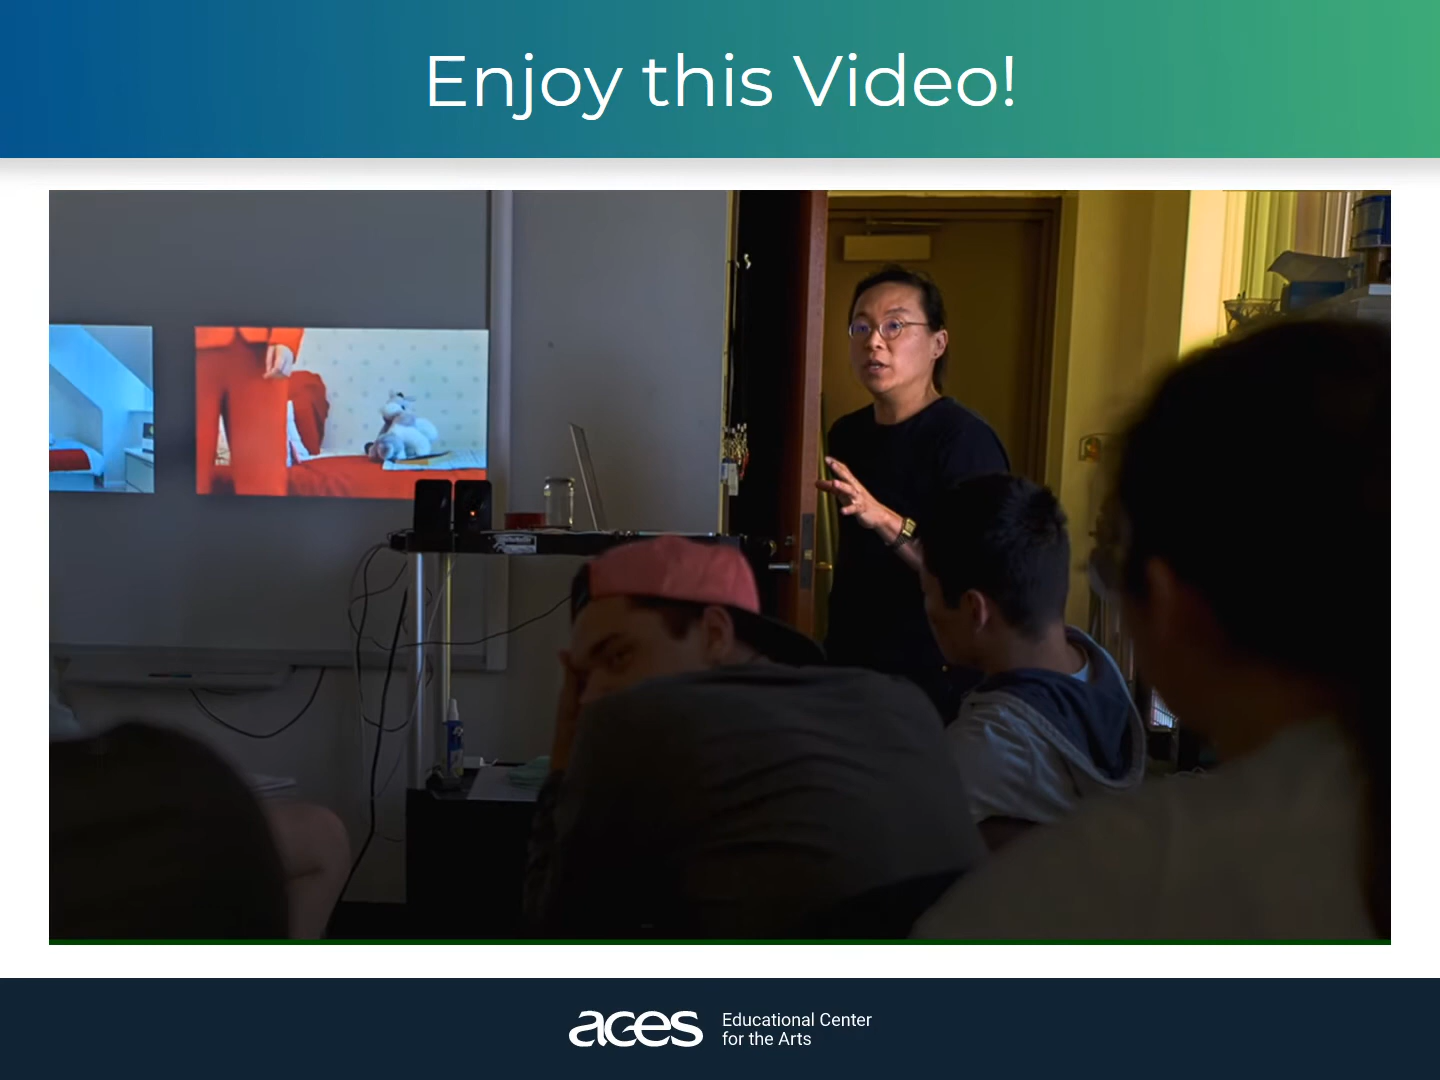 Enjoy this Video!
aces
Educational Center
for the Arts